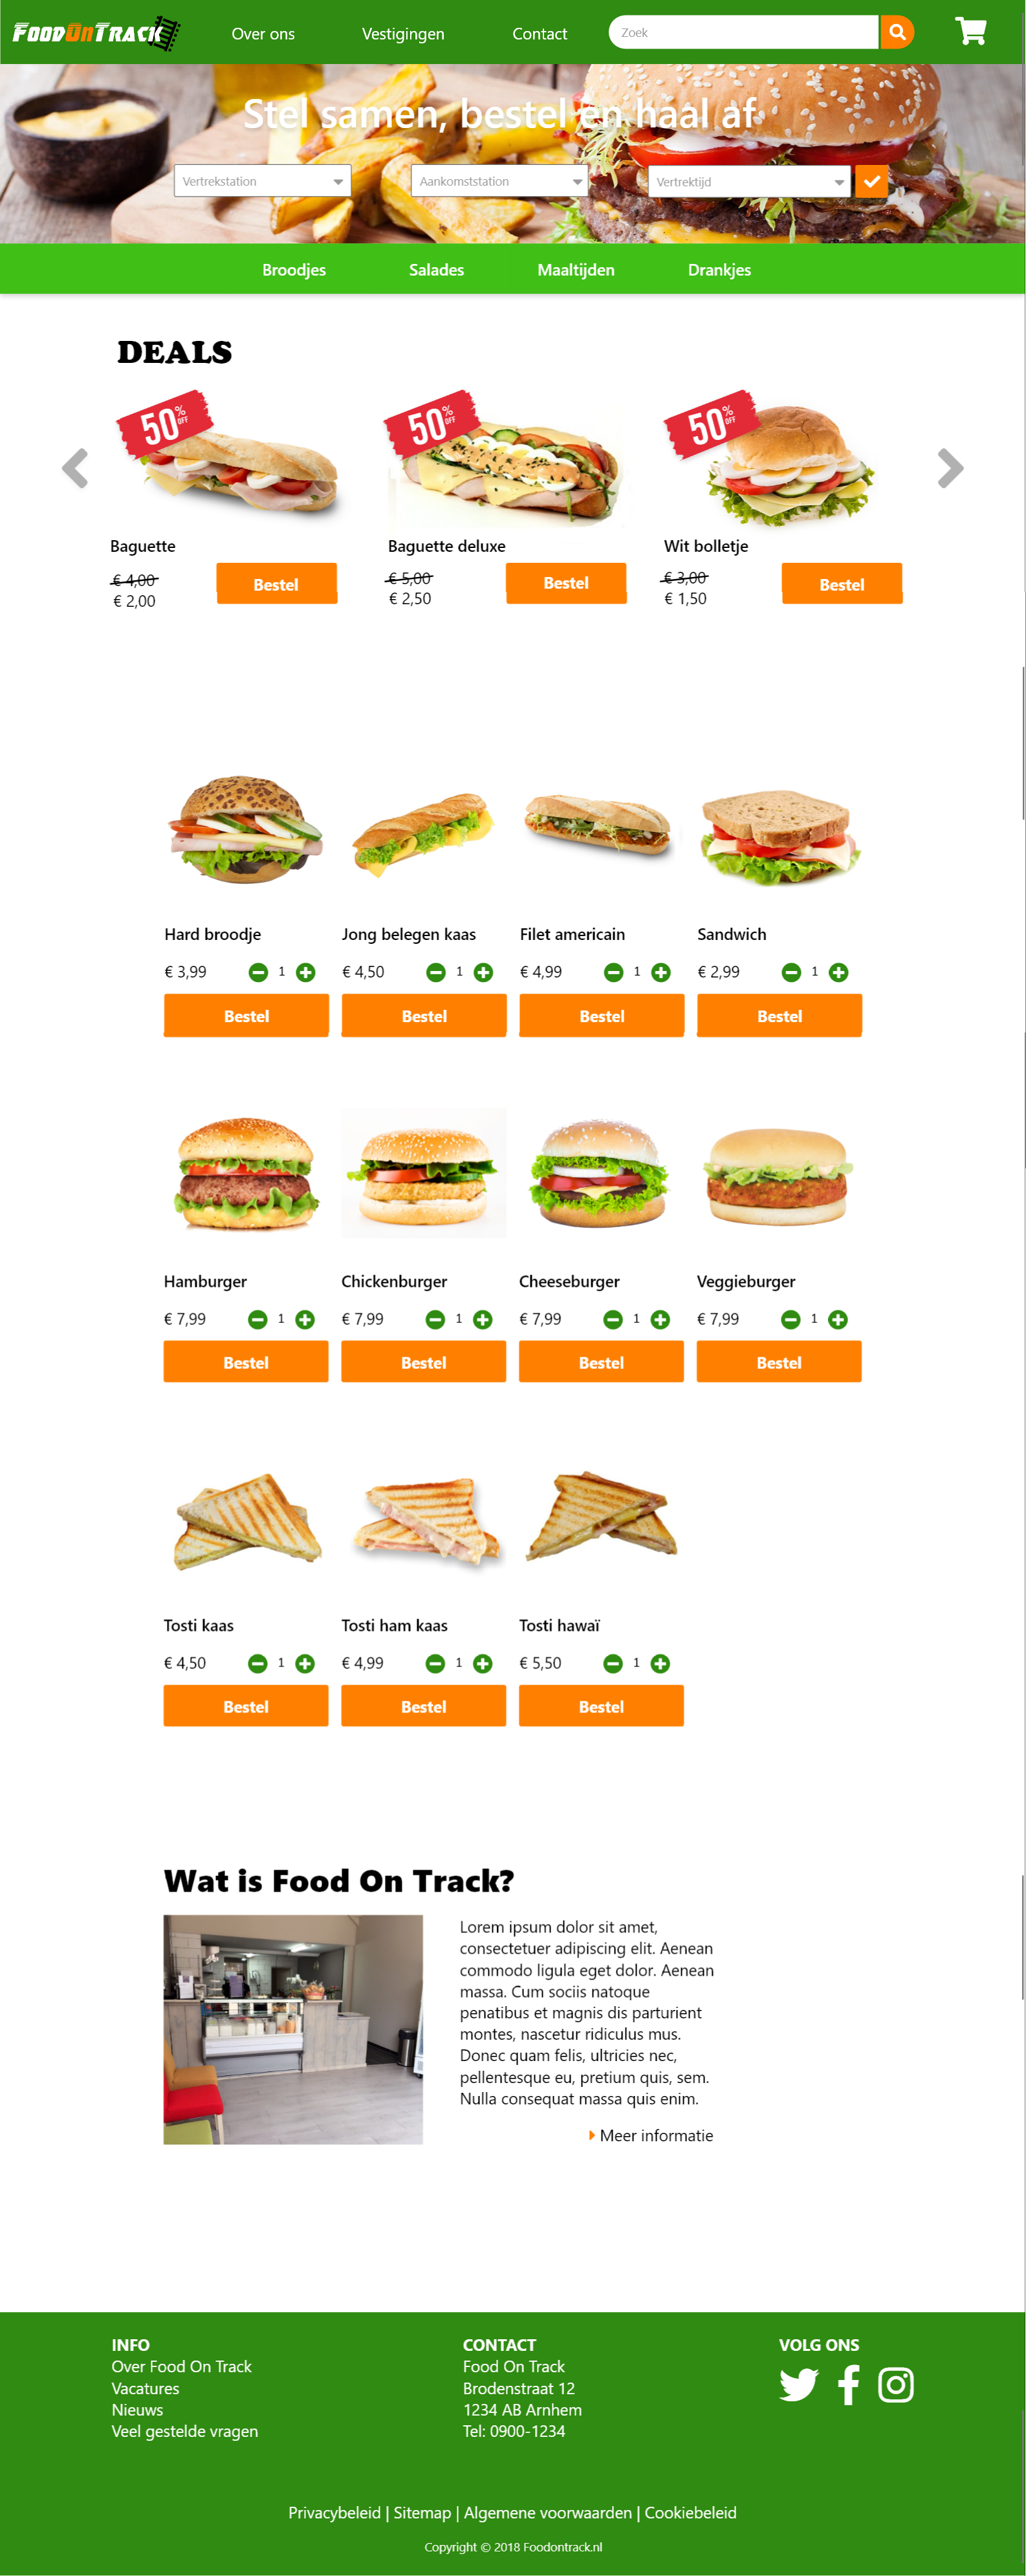 FoodOnTrack
Over ons Vestigingen Contact Zoek
Stel samen, bestel en haal af
Vertrekstation Aankomststation Vertrektijd
Broodjes Salades Maaltijden Drankjes
DEALS
50% OFF 50% OFF 50% OFF
Baguette Baguette deluxe Wit bolletje
€ 4,00 € 5,00 € 3,00
€ 2,00 Bestel € 2,50 Bestel € 1,50 Bestel
Hard broodje Jong belegen kaas Filet americain Sandwich
€ 3,99 1 € 4,50 1 € 4,99 1 € 2,99 1
Bestel Bestel Bestel Bestel
Hamburger Chickenburger Cheeseburger Veggieburger
€ 7,99 1 € 7,99 1 € 7,99 1 € 7,99 1
Bestel Bestel Bestel Bestel
Tosti kaas Tosti ham kaas Tosti hawaï
€ 4,50 1 € 4,99 1 € 5,50 1
Bestel Bestel Bestel
Wat is Food On Track?
Lorem ipsum dolor sit amet,
consectetuer adipiscing elit. Aenean
commodo ligula eget dolor. Aenean
massa. Cum sociis natoque
penatibus et magnis dis parturient
montes, nascetur ridiculus mus.
Donec quam felis, ultricies nec,
pellentesque eu, pretium quis, sem.
Nulla consequat massa quis enim.
Meer informatie
INFO
Over Food On Track
Vacatures
Nieuws
Veel gestelde vragen
CONTACT
Food On Track
Brodenstraat 12
1234 AB Arnhem
Tel: 0900-1234
VOLG ONS
Privacybeleid | Sitemap | Algemene voorwaarden | Cookiebeleid
Copyright © 2018 Foodontrack.nl